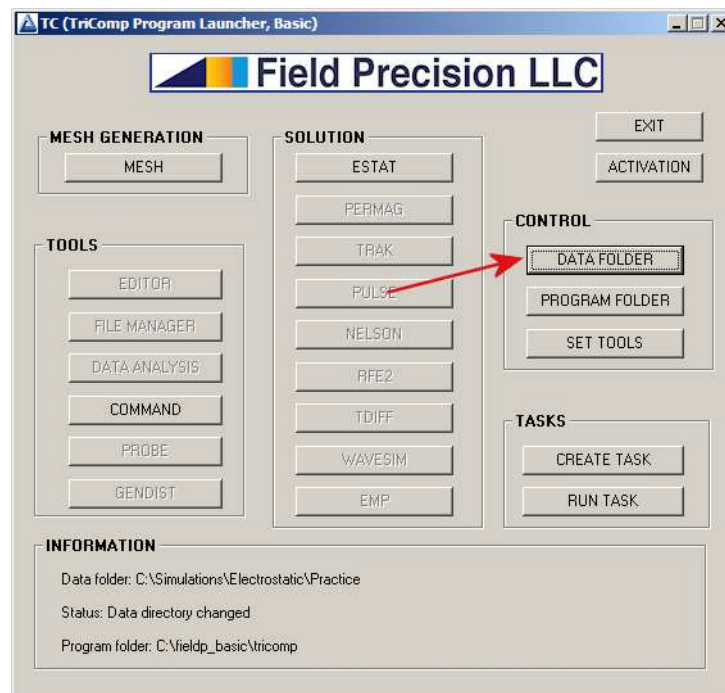 TC (TriComp Program Launcher, Basic)
Field Precision LLC
MESH GENERATION
MESH
TOOLS
EDITOR
FILE MANAGER
DATA ANALYSIS
COMMAND
PROBE
GENDIST
SOLUTION
ESTAT
PERMAG
TRAK
PULSE
NELSON
RFE2
TDIFF
WAVESIM
EMP
EXIT
ACTIVATION
CONTROL
DATA FOLDER
PROGRAM FOLDER
SET TOOLS
TASKS
CREATE TASK
RUN TASK
INFORMATION
Data folder: C:\Simulations\Electrostatic\Practice
Status: Data directory changed
Program folder: C:\fieldp_basic\tricomp